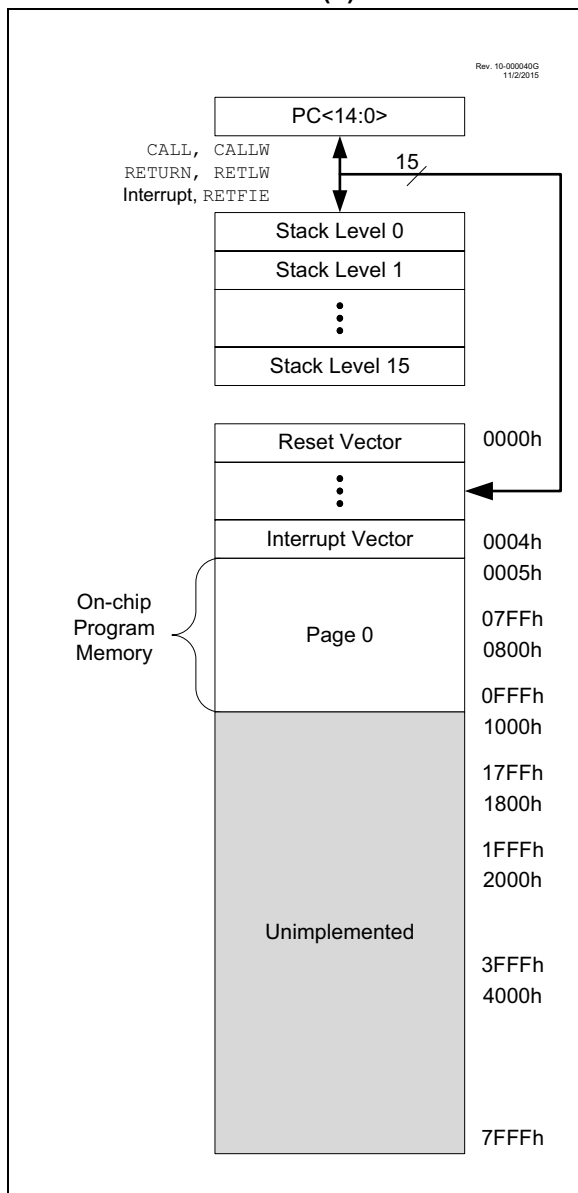 Rev. 10-000040G
11/2/2015
PC<14:0>
CALL, CALLW
RETURN, RETLW
Interrupt, RETFIE
15
Stack Level 0
Stack Level 1
Stack Level 15
Reset Vector
0000h
Interrupt Vector
0004h
0005h
On-chip
Program
Memory
Page 0
07FFh
0800h
0FFFh
1000h
17FFh
1800h
1FFFh
2000h
Unimplemented
3FFFh
4000h
7FFFh